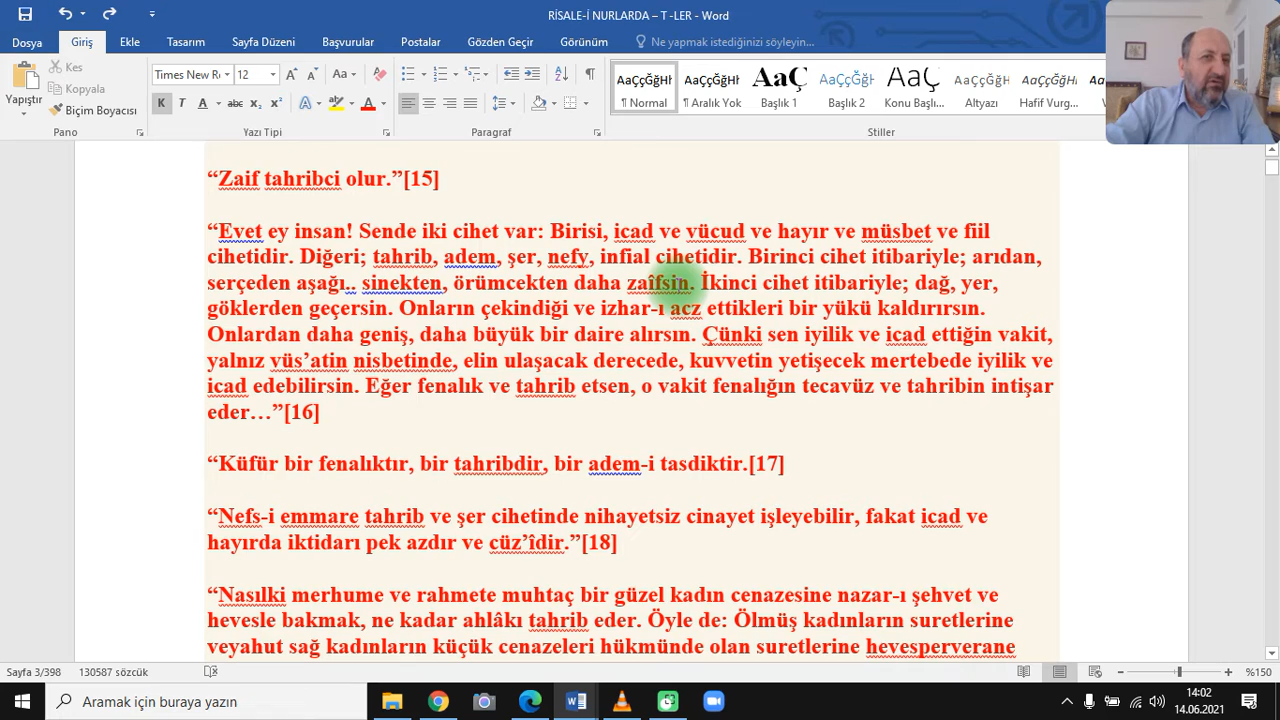 RİSALE-İ NURLARDA – T -LER - Word
Dosya Giriş Ekle Tasarım Sayfa Düzeni Başvurular Postalar Gözden Geçir Görünüm Ne yapmak istediğinizi söyleyin...
Yapıştır
Kes
Kopyala
Biçim Boyacısı
Times New Ro 12
K T A abc x₂ x²
AaÇçĞğHł AaÇçĞğHł AaÇ AaÇçĞğ AaÇ AaÇçĞğH AaÇçĞğHł
¶ Normal ¶ Aralık Yok Başlık 1 Başlık 2 Konu Başlı... Altyazı Hafif Vurg...
Pano Yazı Tipi Paragraf Stiller
“Zaif tahribci olur.”[15]
“Evet ey insan! Sende iki cihet var: Birisi, icad ve vücud ve hayır ve müsbet ve fiil
cihetidir. Diğeri; tahrib, adem, şer, nefy, infial cihetidir. Birinci cihet itibariyle; arıdan,
serçeden aşağı.. sinekten, örümcekten daha zaîfsin. İkinci cihet itibariyle; dağ, yer,
göklerden geçersin. Onların çekindiği ve izhar-ı acz ettikleri bir yükü kaldırırsın.
Onlardan daha geniş, daha büyük bir daire alırsın. Çünki sen iyilik ve icad ettiğin vakit,
yalnız vüs’atin nisbetinde, elin ulaşacak derecede, kuvvetin yetişecek mertebede iyilik ve
icad edebilirsin. Eğer fenalık ve tahrib etsen, o vakit fenalığın tecavüz ve tahribin intişar
eder…”[16]
“Küfür bir fenalıktır, bir tahribdir, bir adem-i tasdiktir.[17]
“Nefs-i emmare tahrib ve şer cihetinde nihayetsiz cinayet işleyebilir, fakat icad ve
hayırda iktidarı pek azdır ve cüz’îdir.”[18]
“Nasılki merhume ve rahmete muhtaç bir güzel kadın cenazesine nazar-ı şehvet ve
hevesle bakmak, ne kadar ahlâkı tahrib eder. Öyle de: Ölmüş kadınların suretlerine
veyahut sağ kadınların küçük cenazeleri hükmünde olan suretlerine hevesperverane
Sayfa 3/398 130587 sözcük %150
Aramak için buraya yazın
14:02
14.06.2021